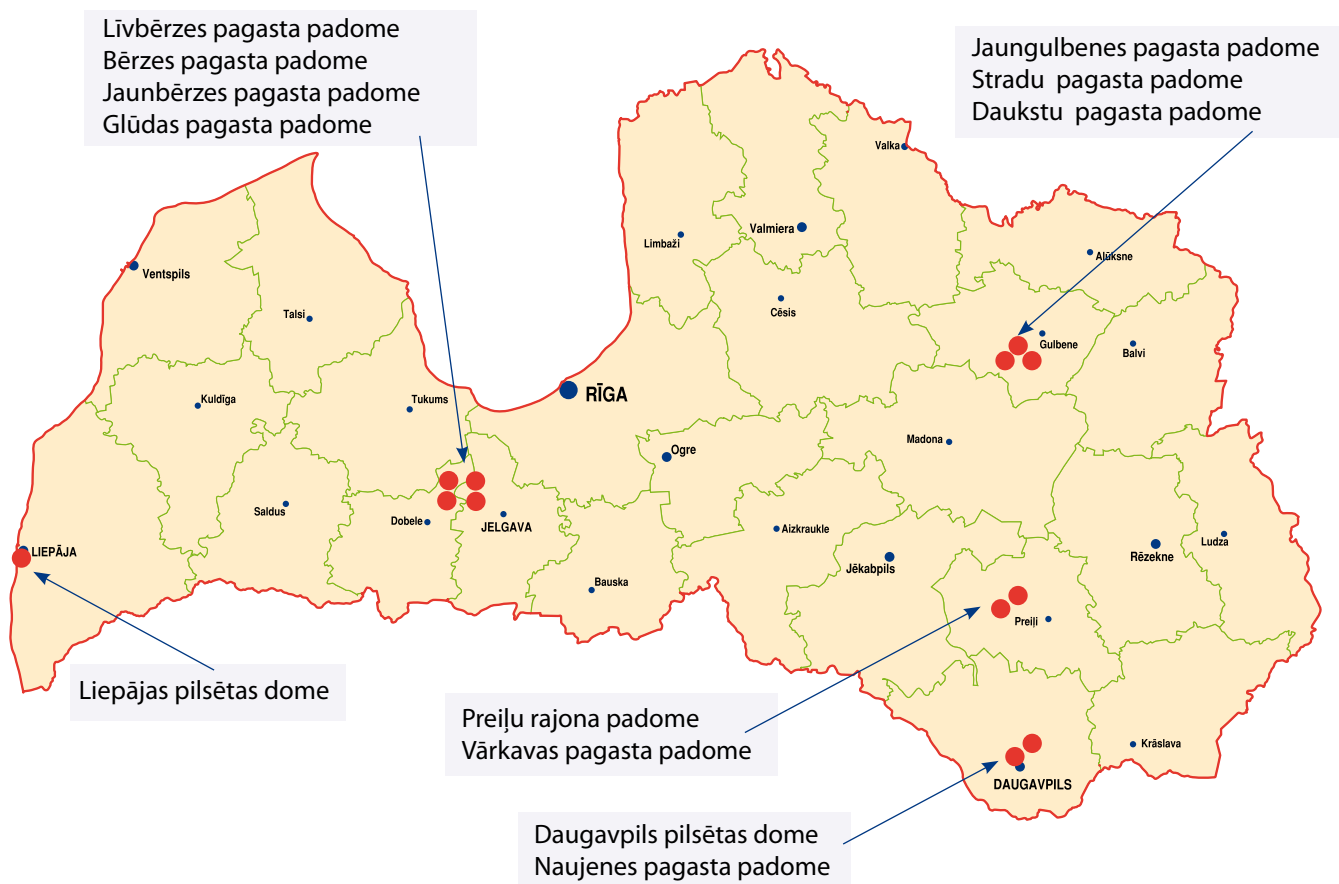 Līvbērzes pagasta padome
Bērzes pagasta padome
Jaunbērzes pagasta padome
Glūdas pagasta padome
Jaungulbenes pagasta padome
Stradu pagasta padome
Daukstu pagasta padome
Valka
Limbaži
Valmiera
Alūksne
Ventspils
Talsi
Cēsis
Gulbene
Balvi
Kuldīga
Tukums
RĪGA
Ogre
Madona
Saldus
Dobele
JELGAVA
Aizkraukle
Jēkabpils
Rēzekne
Ludza
LIEPĀJA
Bauska
Preiļi
Liepājas pilsētas dome
Preiļu rajona padome
Vārkavas pagasta padome
Krāslava
DAUGAVPILS
Daugavpils pilsētas dome
Naujenes pagasta padome